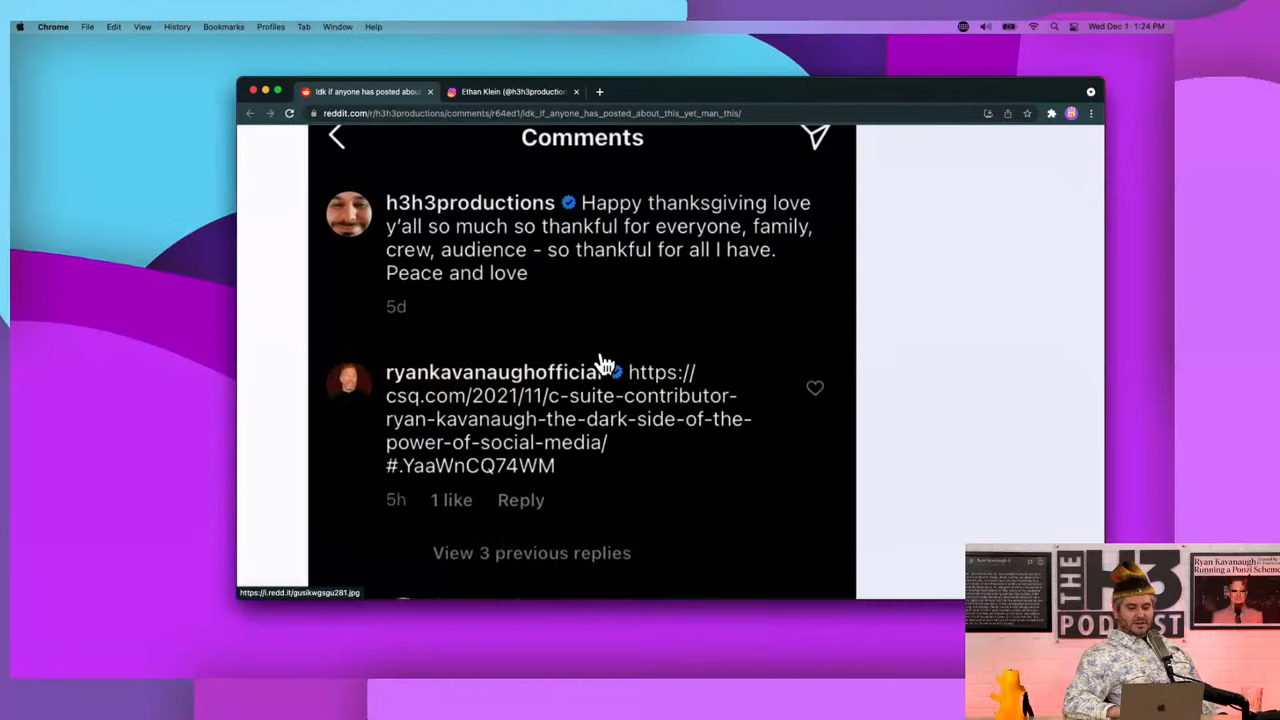 Chrome File Edit View History Bookmarks Profiles Tab Window Help
Wed Dec 1 1:24 PM
Idk if anyone has posted abou
Ethan Klein (@h3h3production
reddit.com/r/h3h3productions/comments/r64ed1/idk_if_anyone_has_posted_about_this_yet_man_this/
Comments
h3h3productions Happy thanksgiving love
y'all so much so thankful for everyone, family,
crew, audience - so thankful for all I have.
Peace and love
5d
ryankavanaughofficial https://
csq.com/2021/11/c-suite-contributor-
ryan-kavanaugh-the-dark-side-of-the-
power-of-social-media/
#.YaaWnCQ74WM
5h 1 like Reply
View 3 previous replies
https://i.redd.it/gusikwgsgu281.jpg
THE
H3
PODCAST
Ryan Kavanaugh
Running a Ponzi Scheme